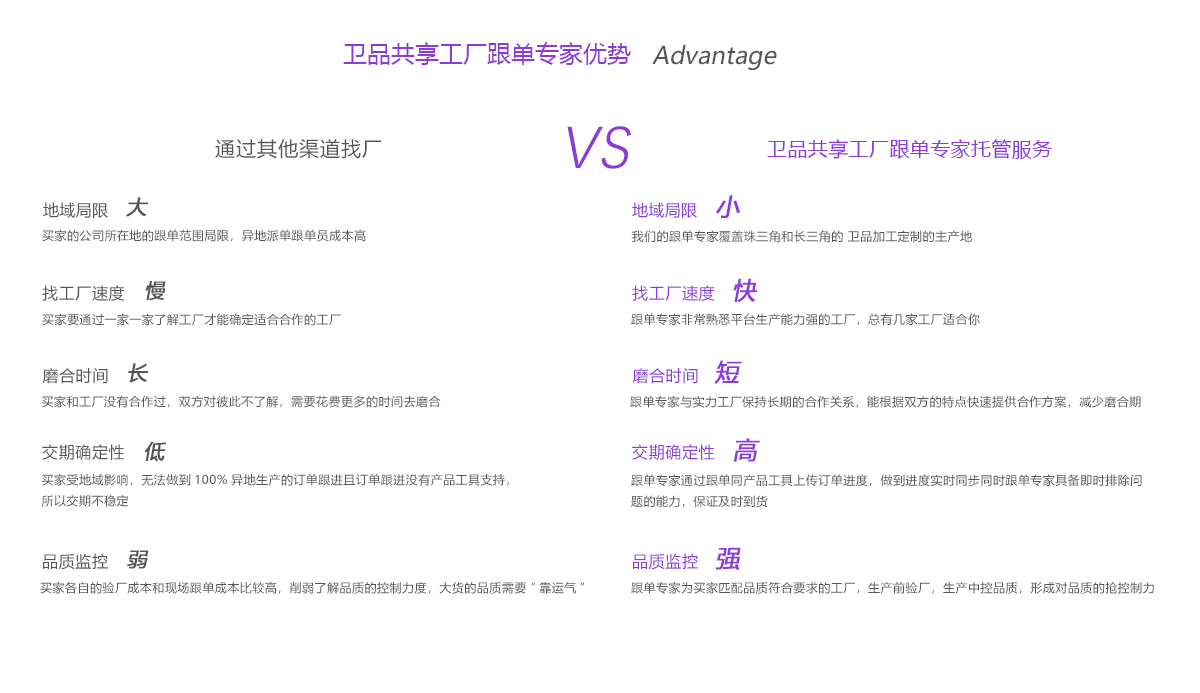 卫品共享工厂跟单专家优势 Advantage
通过其他渠道找厂
VS
卫品共享工厂跟单专家托管服务
地域局限 大
买家的公司所在地的跟单范围局限，异地派单跟单员成本高
找工厂速度 慢
买家要通过一家一家了解工厂才能确定适合合作的工厂
磨合时间 长
买家和工厂没有合作过，双方对彼此不了解，需要花费更多的时间去磨合
交期确定性 低
买家受地域影响，无法做到 100% 异地生产的订单跟进且订单跟进没有产品工具支持，
所以交期不稳定
品质监控 弱
买家各自的验厂成本和现场跟单成本比较高，削弱了解品质的控制力度，大货的品质需要“靠运气“
地域局限 小
我们的跟单专家覆盖珠三角和长三角的 卫品加工定制的主产地
找工厂速度 快
跟单专家非常熟悉平台生产能力强的工厂，总有几家工厂适合你
磨合时间 短
跟单专家与实力工厂保持长期的合作关系，能根据双方的特点快速提供合作方案，减少磨合期
交期确定性 高
跟单专家通过跟单同产品工具上传订单进度，做到进度实时同步同时跟单专家具备即时排除问
题的能力，保证及时到货
品质监控 强
跟单专家为买家匹配品质符合要求的工厂，生产前验厂，生产中控品质，形成对品质的抢控制力